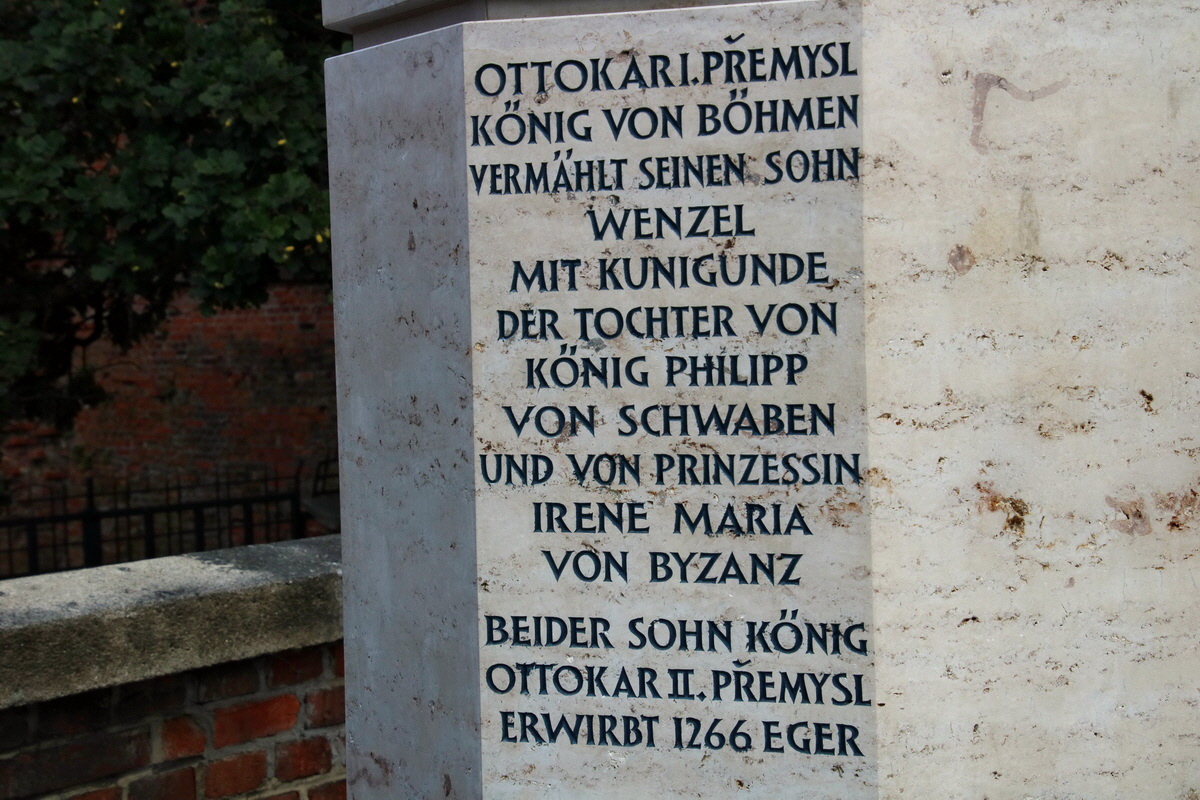 OTTOKAR I. PŘEMYSL
KÖNIG VON BÖHMEN
VERMÄHLT SEINEN SOHN
WENZEL
MIT KUNIGUNDE
DER TOCHTER VON
KÖNIG PHILIPP
VON SCHWABEN
UND VON PRINZESSIN
IRENE MARIA
VON BYZANZ
BEIDER SOHN KÖNIG
OTTOKAR II. PŘEMYSL
ERWIRBT 1266 EGER